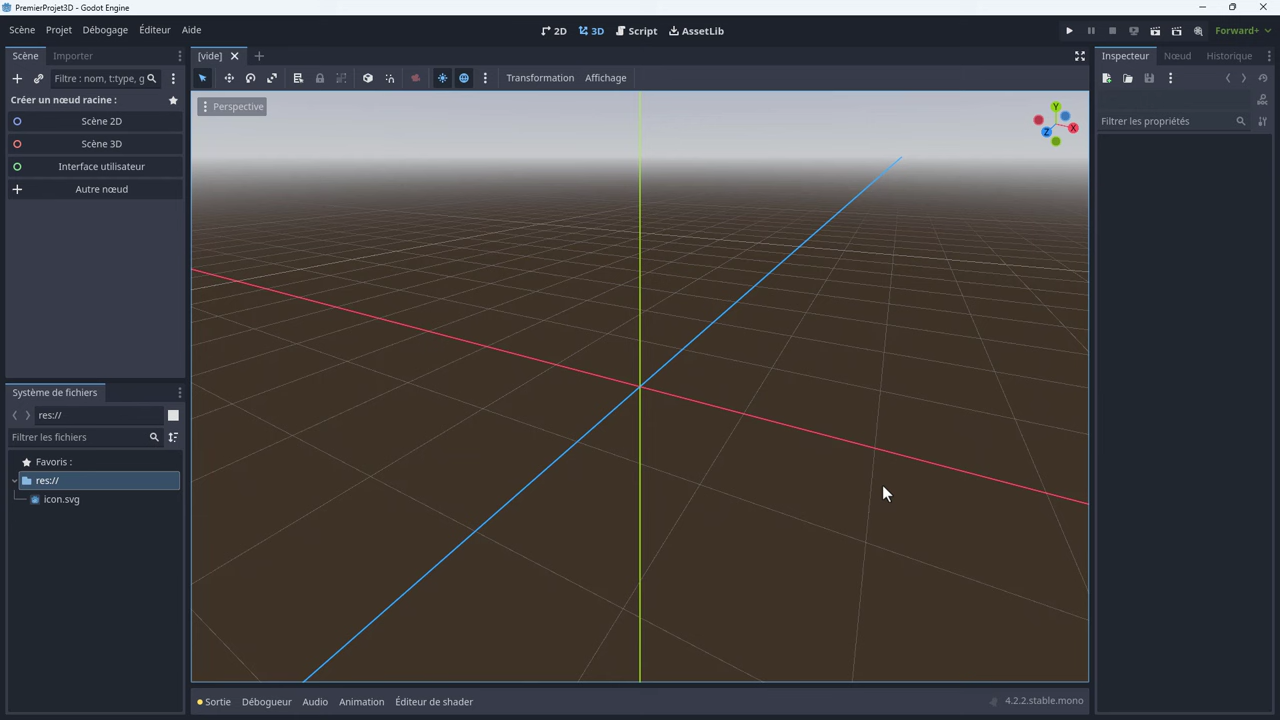 PremierProjet3D - Godot Engine
Scène Projet Débogage Éditeur Aide
2D 3D Script AssetLib
Forward+
Scène Importer
[vide]
Inspecteur Nœud Historique
Filtre : nom, t:type, g
Transformation Affichage
Créer un nœud racine :
Perspective
Y
X
Z
Scène 2D
Filtrer les propriétés
Scène 3D
Interface utilisateur
Autre nœud
Système de fichiers
res://
Filtrer les fichiers
Favoris :
res://
icon.svg
Sortie Débogueur Audio Animation Éditeur de shader
4.2.2.stable.mono